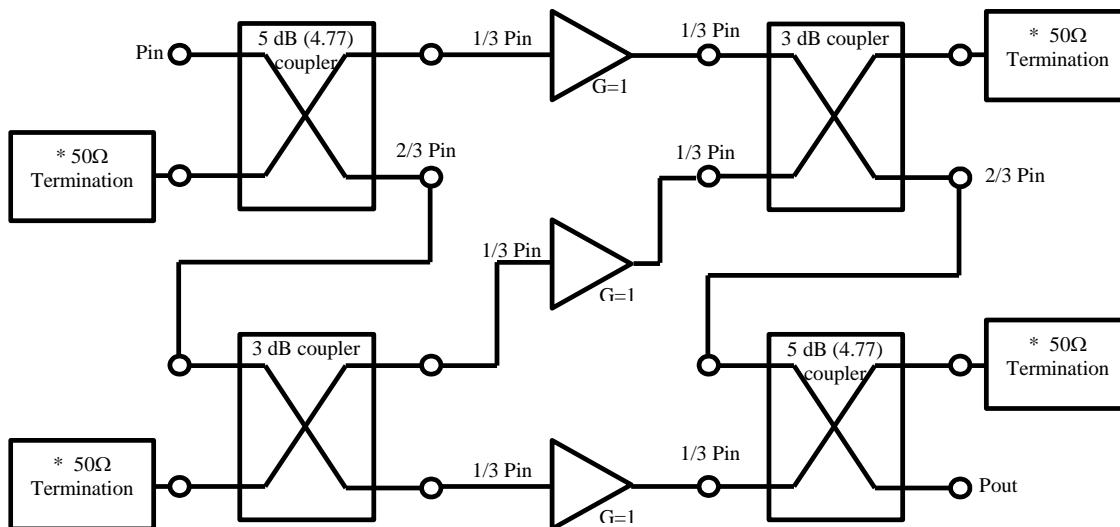 Pin
5 dB (4.77)
coupler
1/3 Pin
G=1
1/3 Pin
3 dB coupler
* 50Ω
Termination
* 50Ω
Termination
2/3 Pin
1/3 Pin
2/3 Pin
1/3 Pin
G=1
3 dB coupler
5 dB (4.77)
coupler
* 50Ω
Termination
* 50Ω
Termination
1/3 Pin
G=1
1/3 Pin
Pout